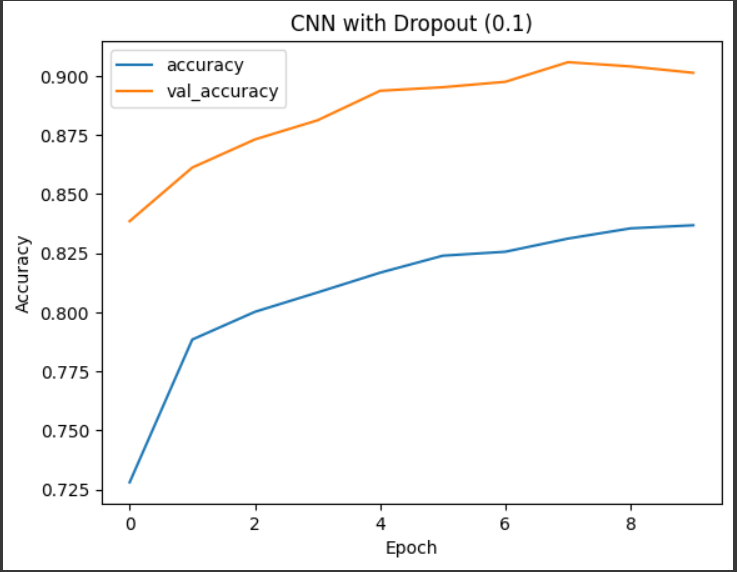 CNN with Dropout (0.1)
accuracy
val_accuracy
0.900
0.875
0.850
0.825
0.800
0.775
0.750
0.725
Accuracy
0 2 4 6 8
Epoch